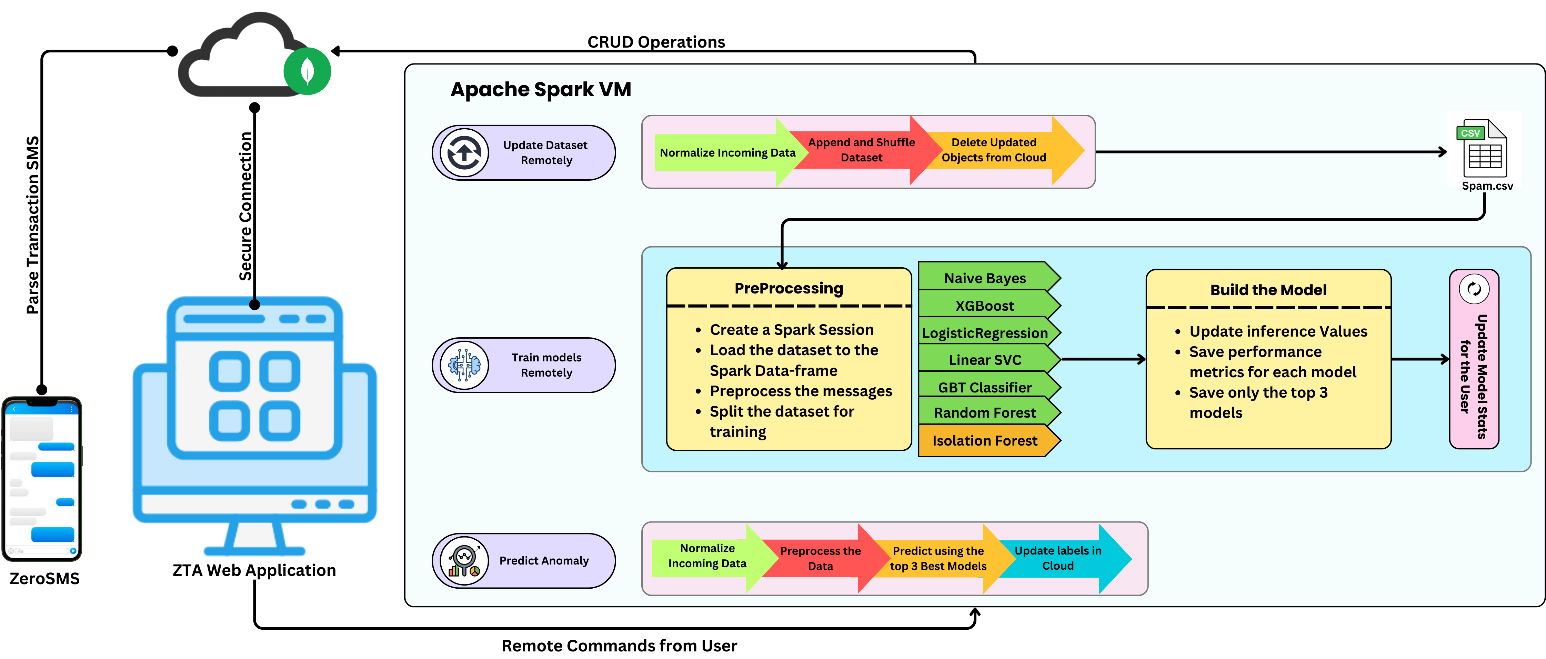 CRUD Operations
Parse Transaction SMS
Secure Connection
Apache Spark VM
Update Dataset
Remotely
Normalize Incoming Data
Append and Shuffle
Dataset
Delete Updated
Objects from Cloud
CSV
Spam.csv
Train models
Remotely
PreProcessing
Create a Spark Session
Load the dataset to the
Spark Data-frame
Preprocess the messages
Split the dataset for
training
Naive Bayes
XGBoost
LogisticRegression
Linear SVC
GBT Classifier
Random Forest
Isolation Forest
Build the Model
Update inference Values
Save performance
metrics for each model
Save only the top 3
models
Update Model Stats
for the User
Predict Anomaly
Normalize
Incoming Data
Preprocess the
Data
Predict using the
top 3 Best Models
Update labels in
Cloud
ZeroSMS
ZTA Web Application
Remote Commands from User